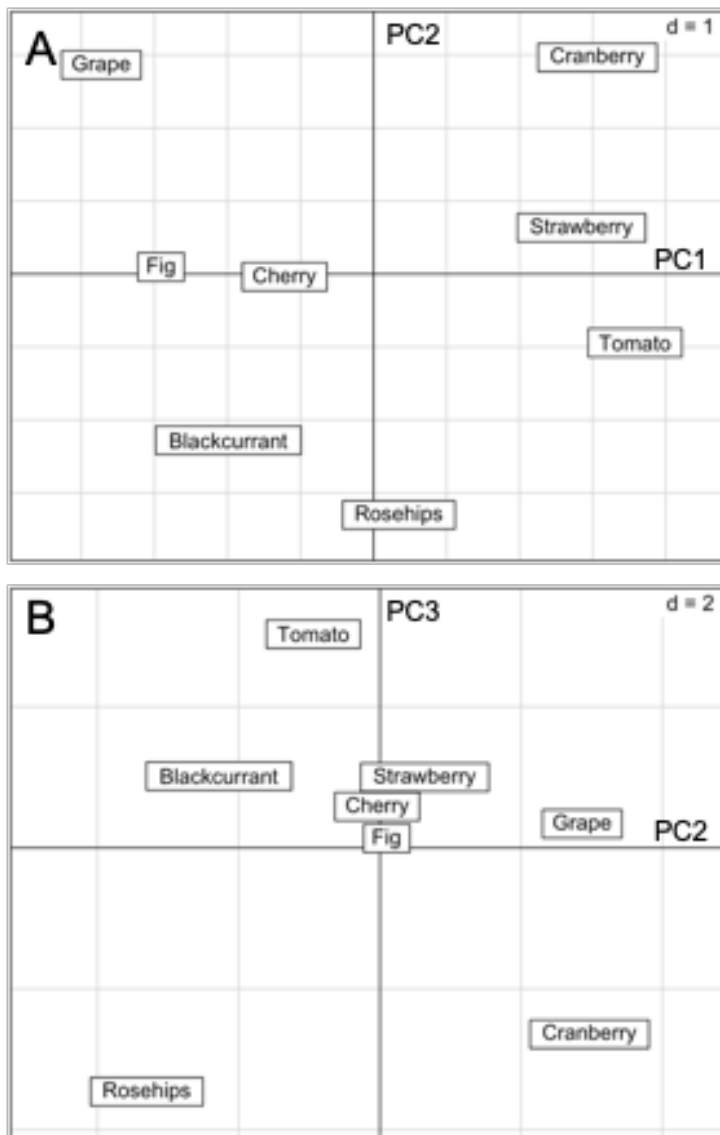 A
PC2
d = 1
Grape
Cranberry
Strawberry
Fig
Cherry
PC1
Tomato
Blackcurrant
Rosehips
B
PC3
d = 2
Tomato
Blackcurrant
Strawberry
Cherry
Grape
PC2
Fig
Cranberry
Rosehips